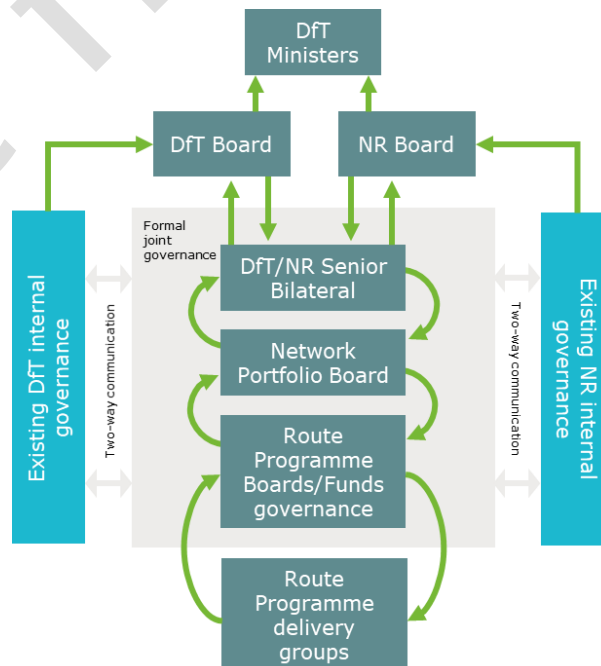 DfT
Ministers
DfT Board
NR Board
Formal
joint
governance
DfT/NR Senior
Bilateral
Network
Portfolio Board
Route
Programme
Boards/Funds
governance
Route
Programme
delivery
groups
Existing DfT internal
governance
Two-way communication
Two-way communication
Existing NR internal
governance